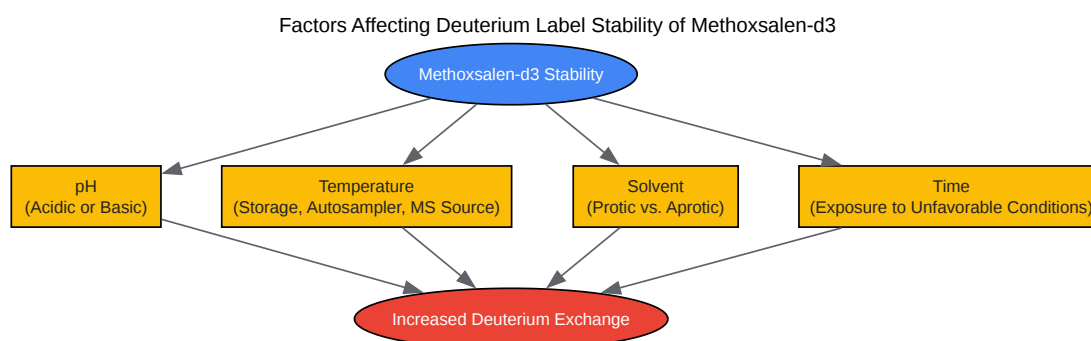 Factors Affecting Deuterium Label Stability of Methoxsalen-d3
Methoxsalen-d3 Stability
pH
(Acidic or Basic)
Temperature
(Storage, Autosampler, MS Source)
Solvent
(Protic vs. Aprotic)
Time
(Exposure to Unfavorable Conditions)
Increased Deuterium Exchange